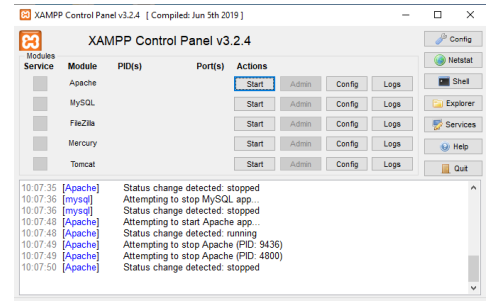 XAMPP Control Panel v3.2.4 [ Compiled: Jun 5th 2019 ]
XAMPP Control Panel v3.2.4
Config
Modules
Service Module PID(s) Port(s) Actions
Netstat
Apache Start Admin Config Logs
Shell
MySQL Start Admin Config Logs
Explorer
FileZilla Start Admin Config Logs
Services
Mercury Start Admin Config Logs
Help
Tomcat Start Admin Config Logs
Quit
10:07:35 [Apache] Status change detected: stopped
10:07:36 [mysql] Attempting to stop MySQL app...
10:07:36 [mysql] Status change detected: stopped
10:07:48 [Apache] Attempting to start Apache app...
10:07:48 [Apache] Status change detected: running
10:07:49 [Apache] Attempting to stop Apache (PID: 9436)
10:07:49 [Apache] Attempting to stop Apache (PID: 4800)
10:07:50 [Apache] Status change detected: stopped